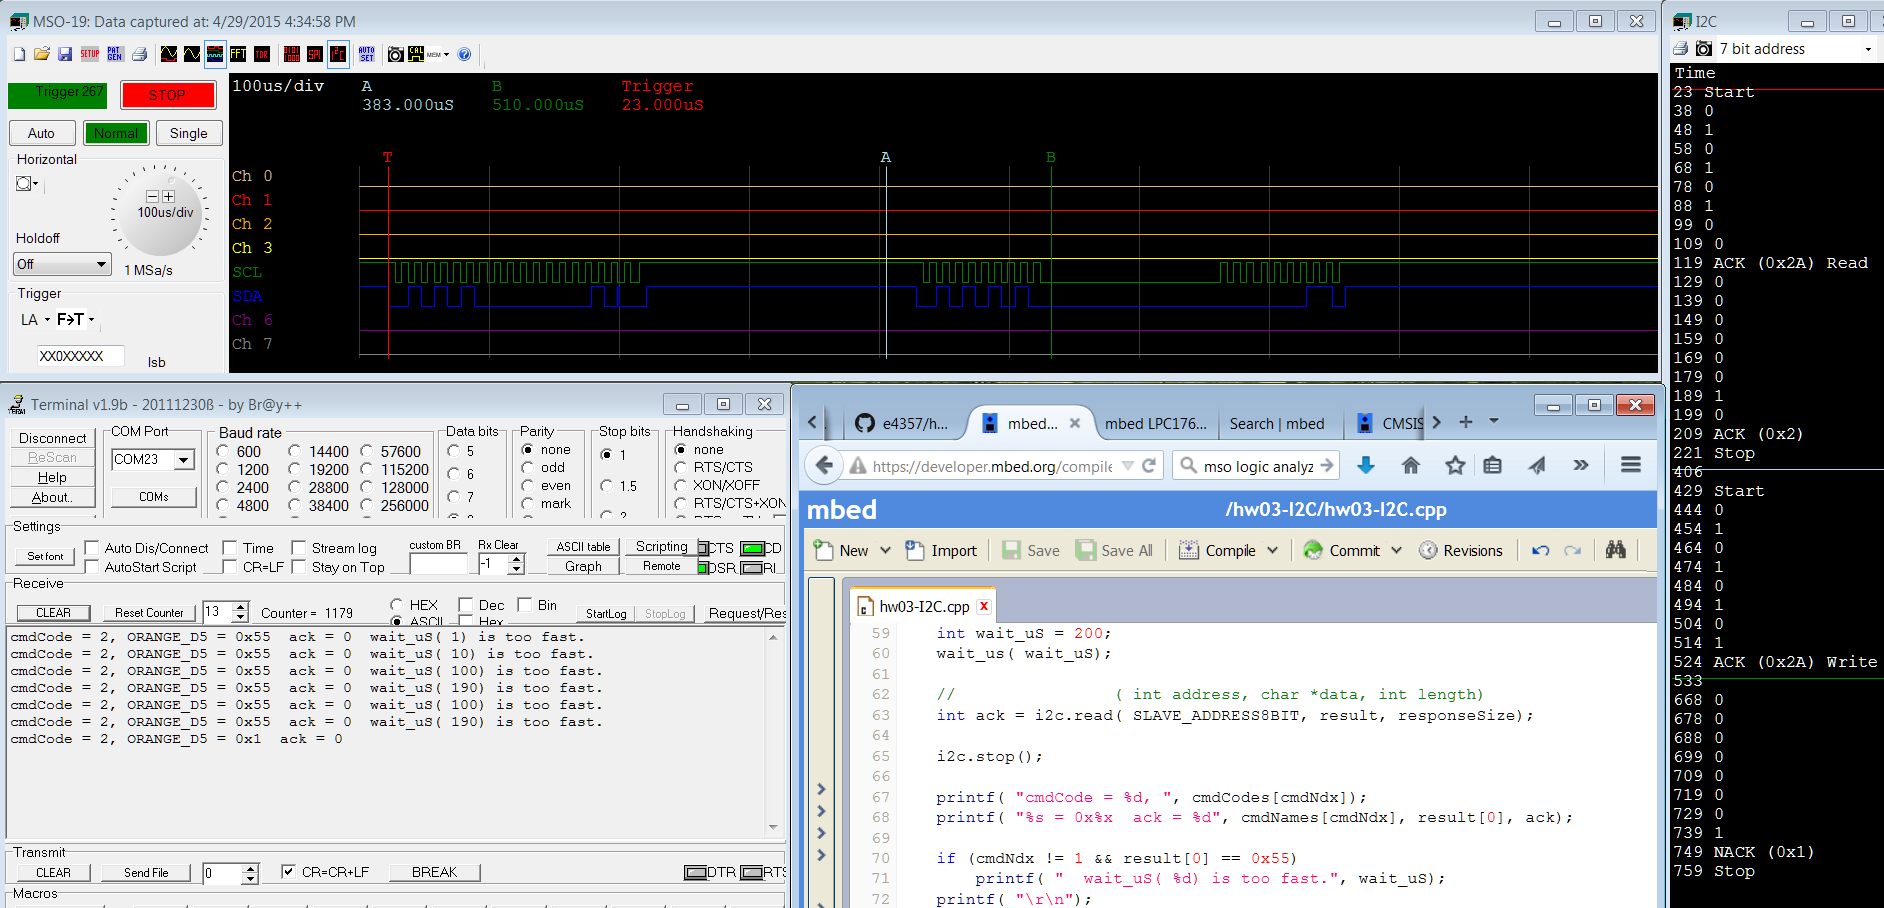 MSO-19: Data captured at: 4/29/2015 4:34:58 PM
SETUP
PAT GEN
FFT
TDR
SPI
I²C
AUTO SET
CAL
MEM
Trigger 267
STOP
Auto
Normal
Single
Horizontal
100us/div
Holdoff
Off
1 MSa/s
Trigger
LA
F→T
XX0XXXXX
lsb
100us/div
A
B
Trigger
383.000uS
510.000uS
23.000uS
T
A
B
Ch 0
Ch 1
Ch 2
Ch 3
SCL
SDA
Ch 6
Ch 7
I2C
7 bit address
Time
23 Start
38 0
48 1
58 0
68 1
78 0
88 1
99 0
109 0
119 ACK (0x2A) Read
129 0
139 0
149 0
159 0
169 0
179 0
189 1
199 0
209 ACK (0x2)
221 Stop
406
429 Start
444 0
454 1
464 0
474 1
484 0
494 1
504 0
514 1
524 ACK (0x2A) Write
533
668 0
678 0
688 0
699 0
709 0
719 0
729 0
739 1
749 NACK (0x1)
759 Stop
Terminal v1.9b - 20111230ß - by Br@y++
Disconnect
ReScan
Help
About..
COM Port
COM23
COMs
Baud rate
600
1200
2400
4800
14400
19200
28800
38400
57600
115200
128000
256000
Data bits
5
6
7
Parity
none
odd
even
mark
Stop bits
1
1.5
2
Handshaking
none
RTS/CTS
XON/XOFF
RTS/CTS+XON
Settings
Set font
Auto Dis/Connect
AutoStart Script
Time
CR=LF
Stream log
Stay on Top
custom BR
Rx Clear
-1
ASCII table
Graph
Scripting
Remote
CTS
CD
DSR
RI
Receive
CLEAR
Reset Counter
13
Counter = 1179
HEX
ASCII
Dec
Hex
Bin
StartLog
StopLog
Request/Res
cmdCode = 2, ORANGE_D5 = 0x55  ack = 0  wait_uS( 1) is too fast.
cmdCode = 2, ORANGE_D5 = 0x55  ack = 0  wait_uS( 10) is too fast.
cmdCode = 2, ORANGE_D5 = 0x55  ack = 0  wait_uS( 100) is too fast.
cmdCode = 2, ORANGE_D5 = 0x55  ack = 0  wait_uS( 190) is too fast.
cmdCode = 2, ORANGE_D5 = 0x55  ack = 0  wait_uS( 100) is too fast.
cmdCode = 2, ORANGE_D5 = 0x55  ack = 0  wait_uS( 190) is too fast.
cmdCode = 2, ORANGE_D5 = 0x1  ack = 0
Transmit
CLEAR
Send File
0
CR=CR+LF
BREAK
DTR
RTS
Macros
e4357/h...
mbed...
mbed LPC176...
Search | mbed
CMSIS
https://developer.mbed.org/compile
mso logic analyz
mbed
/hw03-I2C/hw03-I2C.cpp
New
Import
Save
Save All
Compile
Commit
Revisions
hw03-I2C.cpp
59 int wait_uS = 200;
60 wait_us( wait_uS);
61
62 // ( int address, char *data, int length)
63 int ack = i2c.read( SLAVE_ADDRESS8BIT, result, responseSize);
64
65 i2c.stop();
66
67 printf( "cmdCode = %d, ", cmdCodes[cmdNdx]);
68 printf( "%s = 0x%x  ack = %d", cmdNames[cmdNdx], result[0], ack);
69
70 if (cmdNdx != 1 && result[0] == 0x55)
71 printf( "  wait_uS( %d) is too fast.", wait_uS);
72 printf( "\r\n");